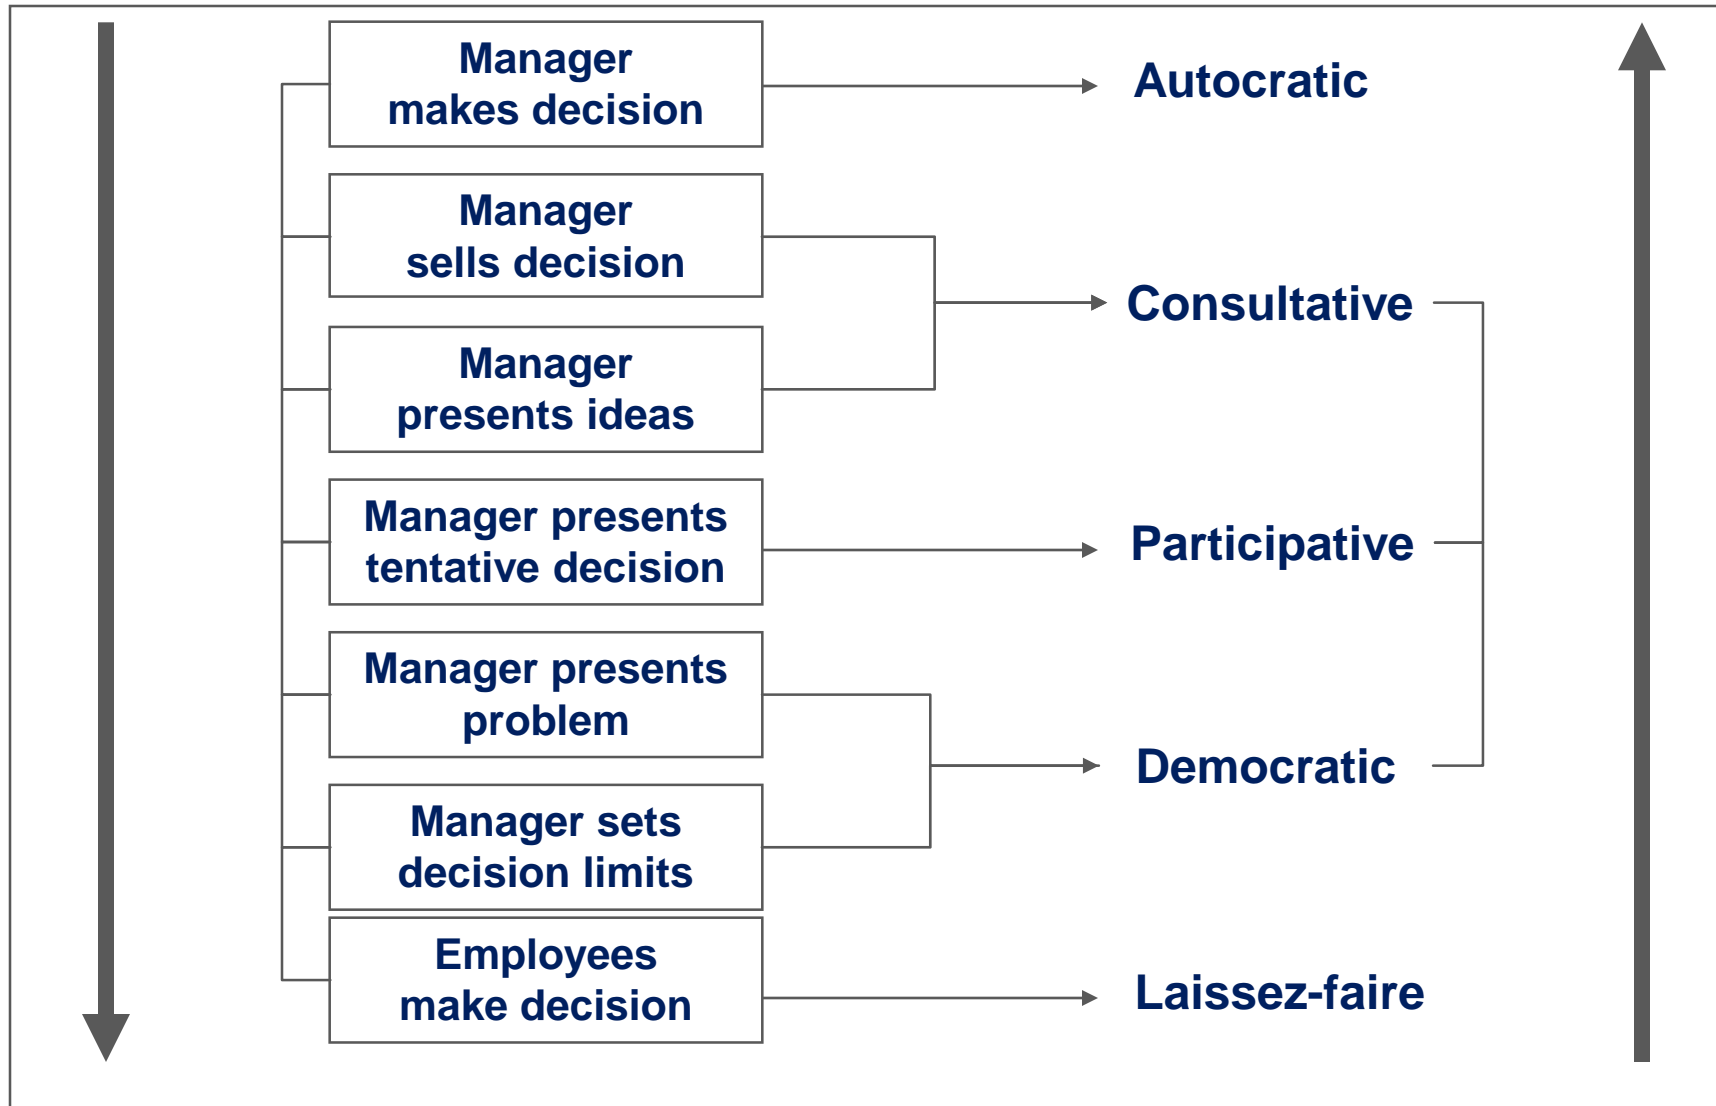 Manager
makes decision
Autocratic
Manager
sells decision
Consultative
Manager
presents ideas
Manager presents
tentative decision
Participative
Manager presents
problem
Democratic
Manager sets
decision limits
Employees
make decision
Laissez-faire